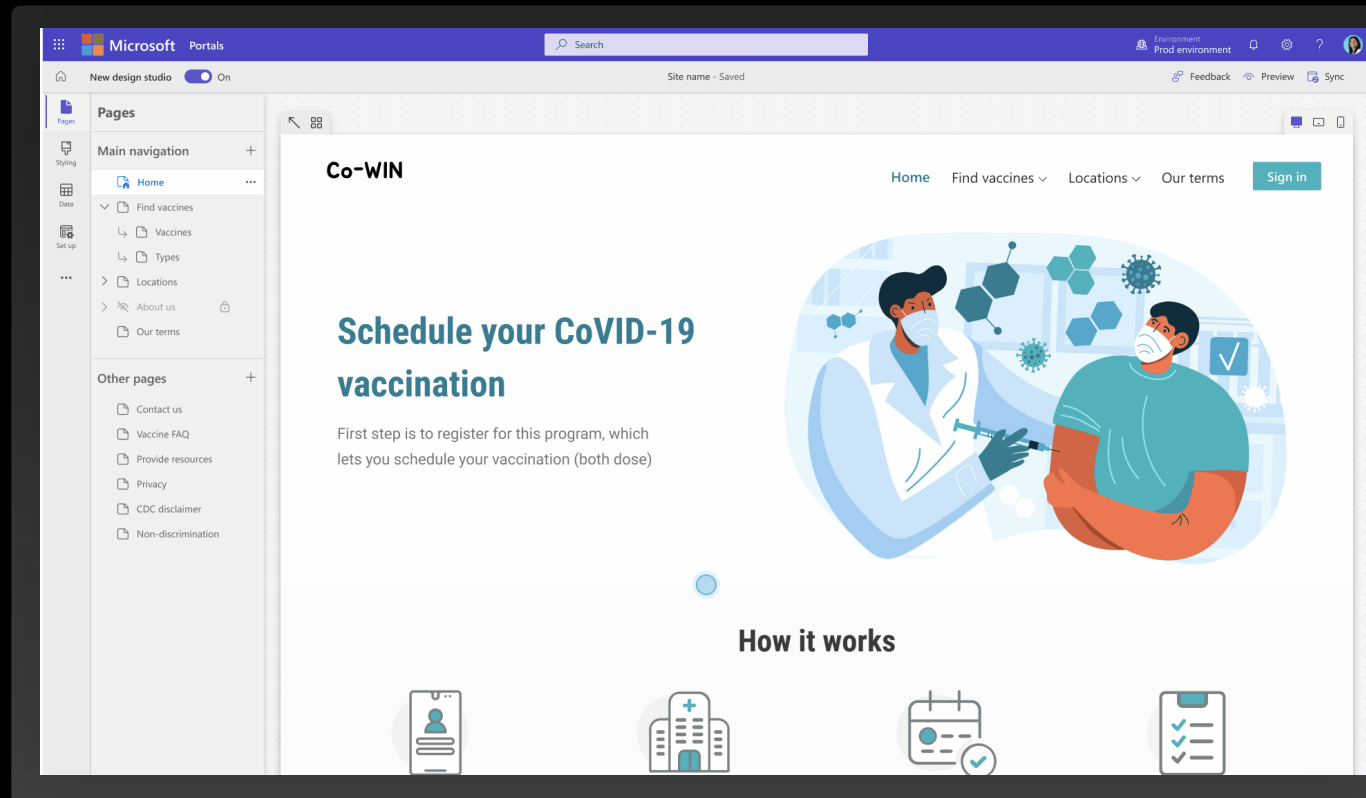 Microsoft Portals
Search
Environment
Prod environment
?
New design studio On
Site name - Saved
Feedback Preview Sync
Pages
Styling
Data
Set up
Pages
Main navigation
Home
Find vaccines
Vaccines
Types
Locations
About us
Our terms
Other pages
Contact us
Vaccine FAQ
Provide resources
Privacy
CDC disclaimer
Non-discrimination
Co-WIN
Home Find vaccines Locations Our terms Sign in
Schedule your CoVID-19
vaccination
First step is to register for this program, which
lets you schedule your vaccination (both dose)
How it works